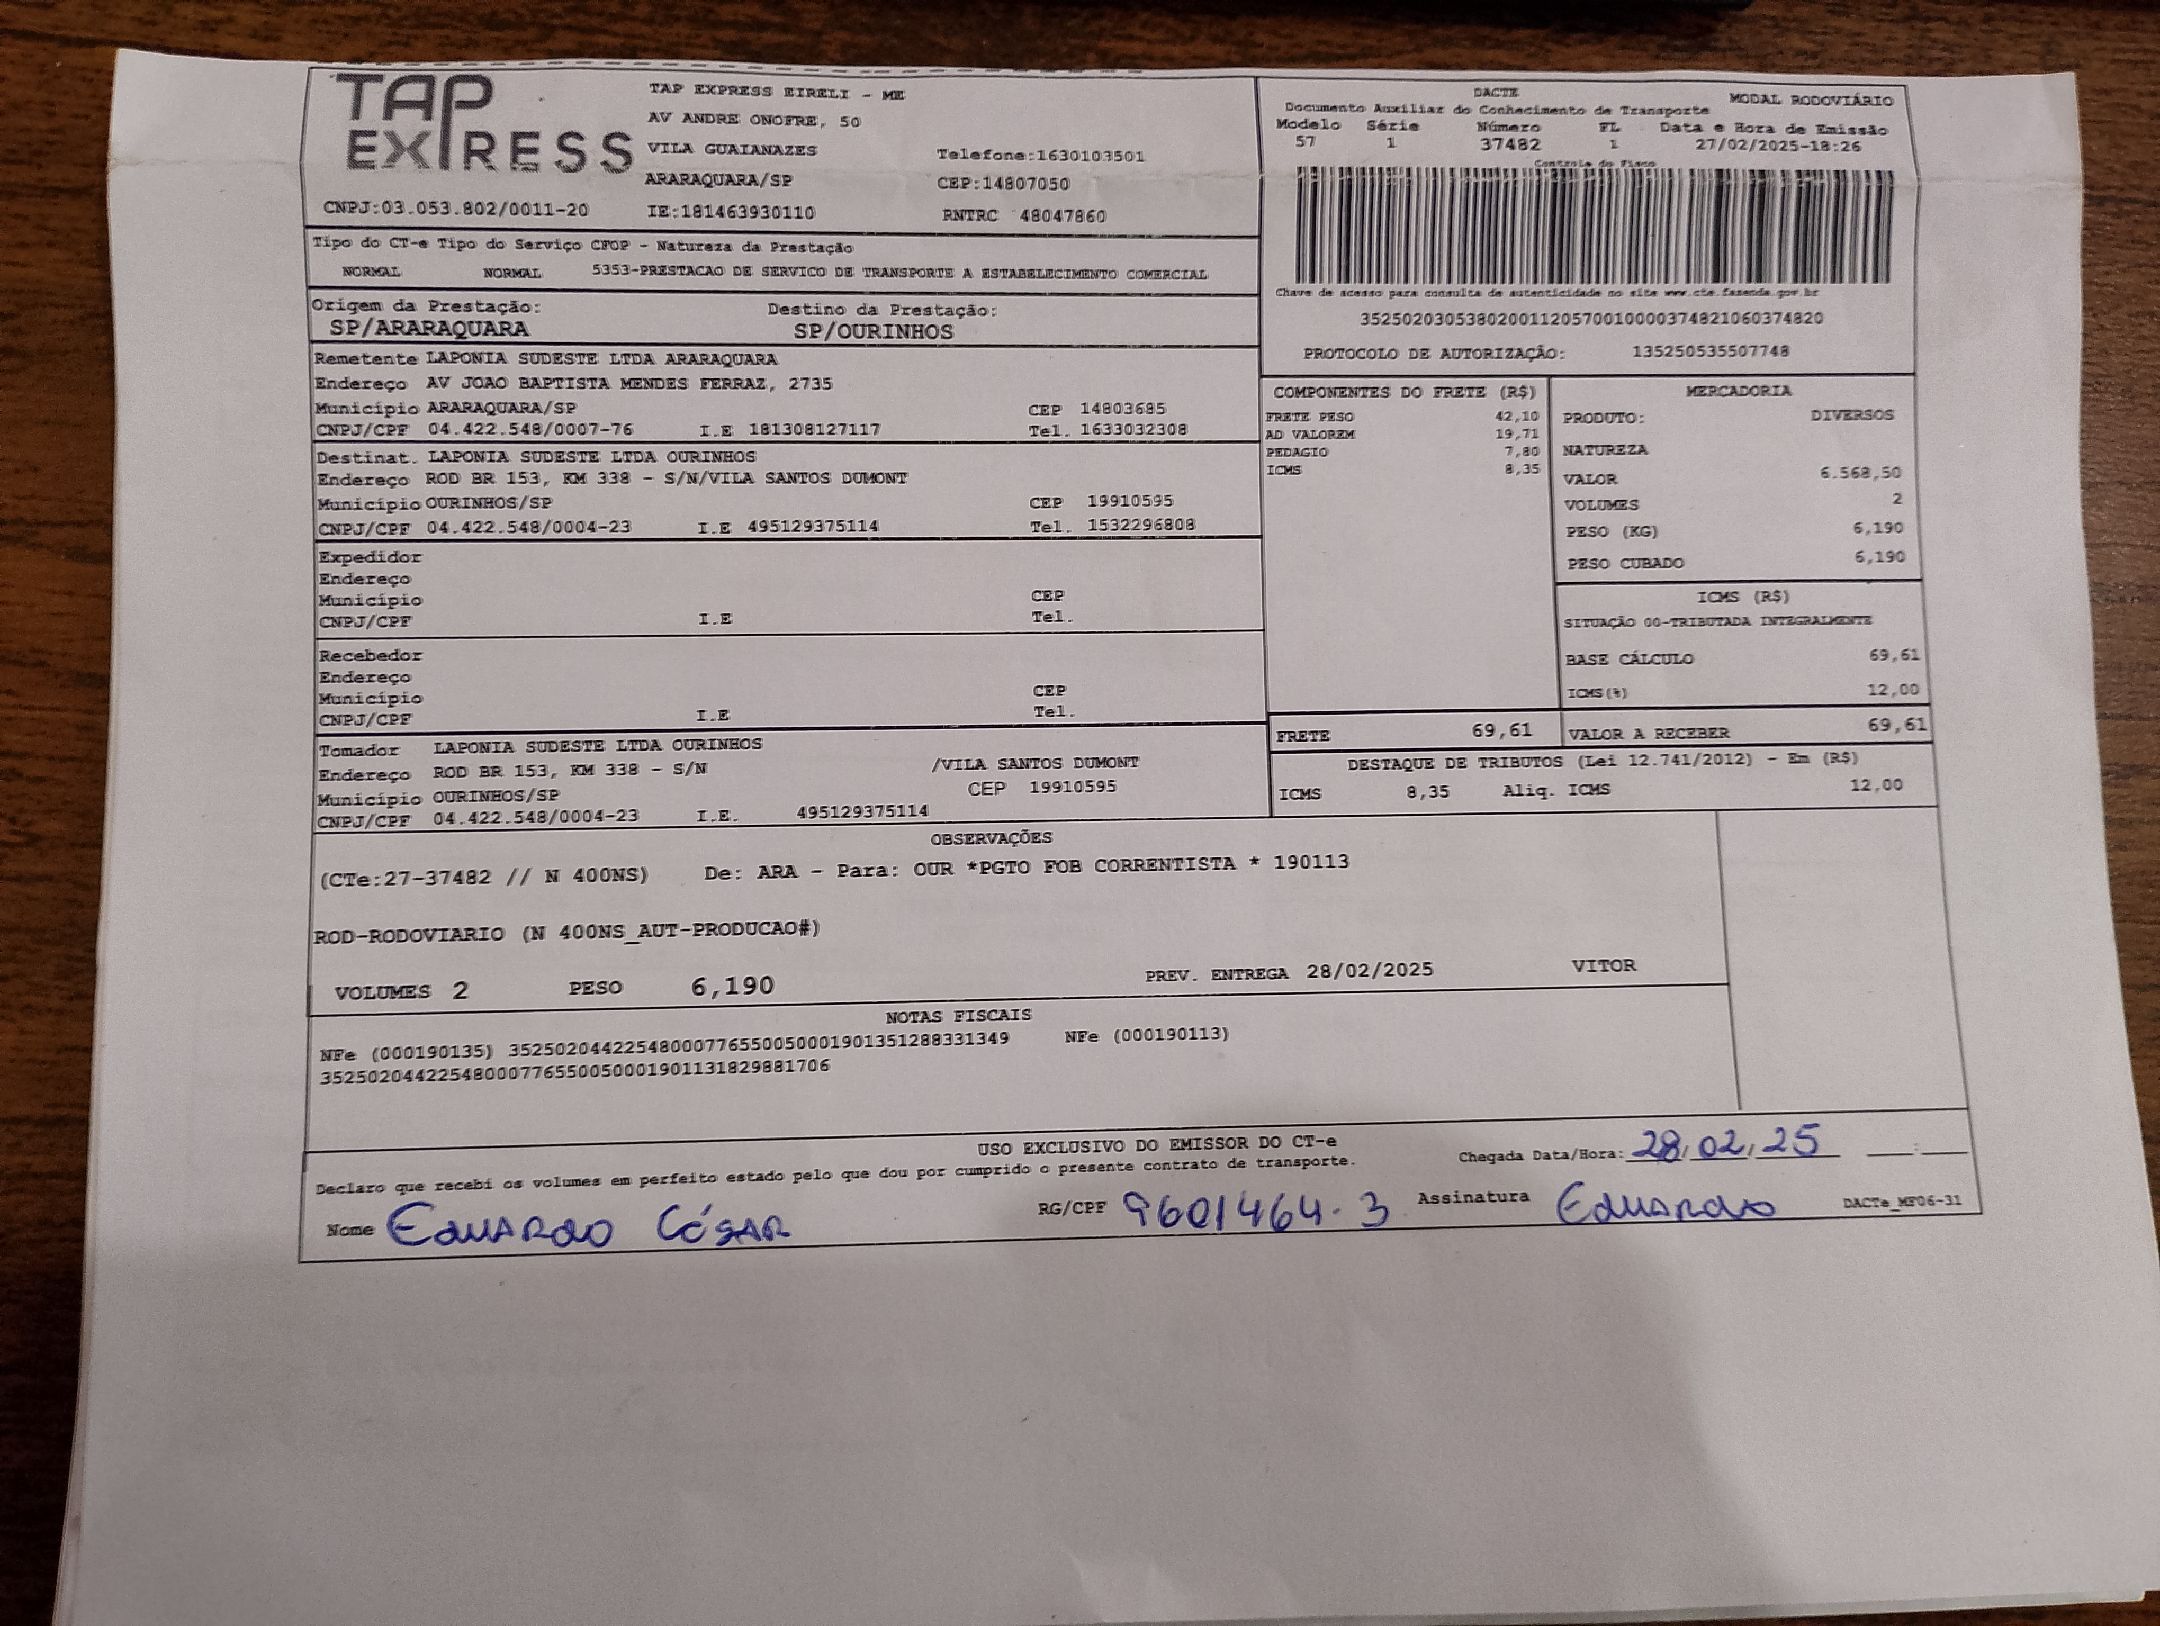 TAP EXPRESS
TAP EXPRESS EIRELI - ME
AV ANDRE ONOFRE, 50
VILA GUAIANAZES Telefone:1630103501
ARARAQUARA/SP CEP:14807050
CNPJ:03.053.802/0011-20 IE:181463930110 RNTRC 48047860
DACTE MODAL RODOVIÁRIO
Documento Auxiliar do Conhecimento de Transporte
Modelo Série Número FL Data e Hora de Emissão
57 1 37482 1 27/02/2025-18:26
Controle do Fisco
Chave de acesso para consulta de autenticidade no site www.cte.fazenda.gov.br
35250203053802001120570010000374821060374820
PROTOCOLO DE AUTORIZAÇÃO: 135250535507748
Tipo do CT-e Tipo do Serviço CFOP - Natureza da Prestação
NORMAL NORMAL 5353-PRESTACAO DE SERVICO DE TRANSPORTE A ESTABELECIMENTO COMERCIAL
Origem da Prestação: Destino da Prestação:
SP/ARARAQUARA SP/OURINHOS
Remetente LAPONIA SUDESTE LTDA ARARAQUARA
Endereço AV JOAO BAPTISTA MENDES FERRAZ, 2735
Município ARARAQUARA/SP CEP 14803685
CNPJ/CPF 04.422.548/0007-76 I.E 181308127117 Tel. 1633032308
Destinat. LAPONIA SUDESTE LTDA OURINHOS
Endereço ROD BR 153, KM 338 - S/N/VILA SANTOS DUMONT
Município OURINHOS/SP CEP 19910595
CNPJ/CPF 04.422.548/0004-23 I.E 495129375114 Tel. 1532296808
Expedidor
Endereço
Município CEP
CNPJ/CPF I.E Tel.
Recebedor
Endereço
Município CEP
CNPJ/CPF I.E Tel.
Tomador LAPONIA SUDESTE LTDA OURINHOS
Endereço ROD BR 153, KM 338 - S/N /VILA SANTOS DUMONT
Município OURINHOS/SP CEP 19910595
CNPJ/CPF 04.422.548/0004-23 I.E. 495129375114
COMPONENTES DO FRETE (R$)
FRETE PESO 42,10
AD VALOREM 19,71
PEDAGIO 7,80
ICMS 8,35
MERCADORIA
PRODUTO: DIVERSOS
NATUREZA
VALOR 6.568,50
VOLUMES 2
PESO (KG) 6,190
PESO CUBADO 6,190
ICMS (R$)
SITUAÇÃO 00-TRIBUTADA INTEGRALMENTE
BASE CÁLCULO 69,61
ICMS(%) 12,00
FRETE 69,61 VALOR A RECEBER 69,61
DESTAQUE DE TRIBUTOS (Lei 12.741/2012) - Em (R$)
ICMS 8,35 Aliq. ICMS 12,00
OBSERVAÇÕES
(CTe:27-37482 // N 400NS) De: ARA - Para: OUR *PGTO FOB CORRENTISTA * 190113
ROD-RODOVIARIO (N 400NS_AUT-PRODUCAO#)
VOLUMES 2 PESO 6,190 PREV. ENTREGA 28/02/2025 VITOR
NOTAS FISCAIS
NFe (000190135) 35250204422548000776550050001901351288331349 NFe (000190113)
35250204422548000776550050001901131829881706
USO EXCLUSIVO DO EMISSOR DO CT-e
Declaro que recebi os volumes em perfeito estado pelo que dou por cumprido o presente contrato de transporte. Chegada Data/Hora: 28/02/25 __:__
Nome EDUARDO CÉSAR RG/CPF 9601464-3 Assinatura EDUARDO DACTe_MF06-31